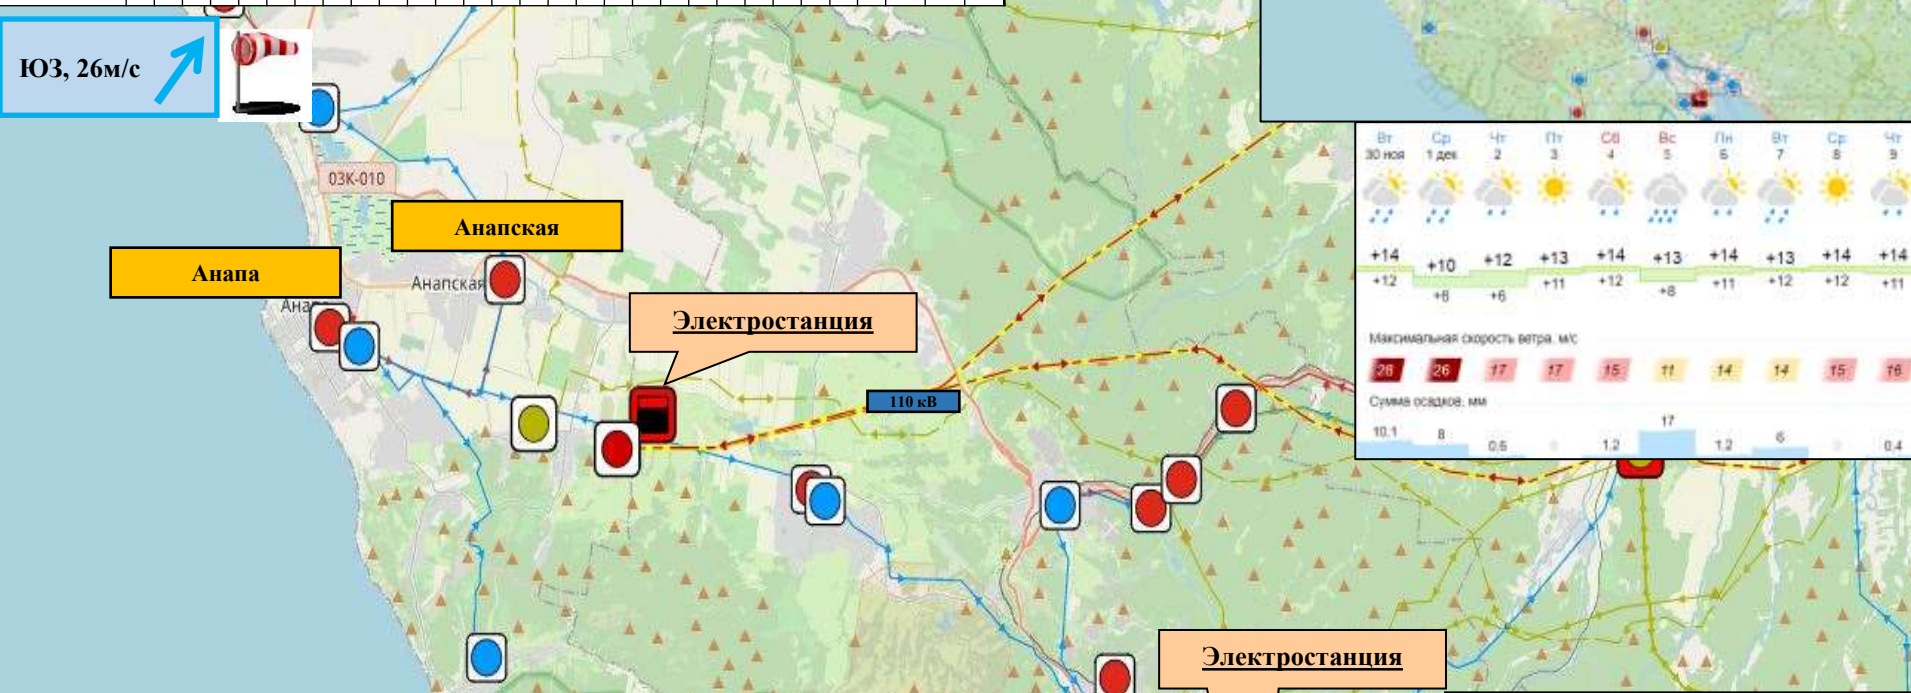 ЮЗ, 26м/с
03К-010
Анапская
Анапа
Анапская
Электростанция
110 кВ
Вт Ср Чт Пт Сб Вс Пн Вт Ср Чт
30 ноя 1 дек 2 3 4 5 6 7 8 9
+14 +10 +12 +13 +14 +13 +14 +13 +14 +14
+12 +6 +6 +11 +12 +8 +11 +12 +12 +11
Максимальная скорость ветра, м/с
28 26 17 17 15 11 14 14 15 16
Сумма осадков, мм
10,1 8 0,6 1,2 17 1,2 6 0,4
Электростанция